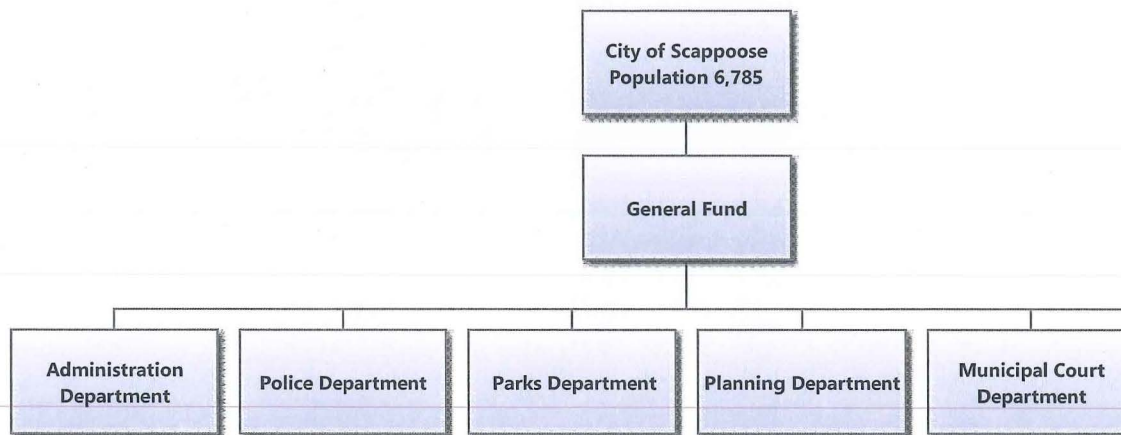 City of Scappoose
Population 6,785
General Fund
Administration
Department
Police Department
Parks Department
Planning Department
Municipal Court
Department